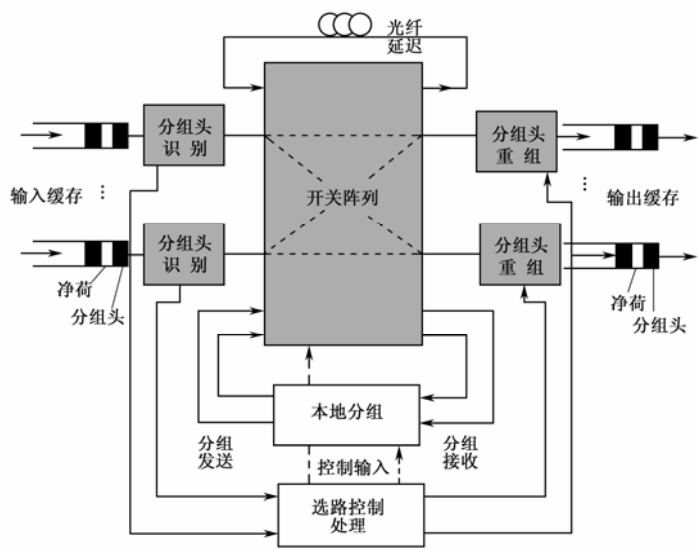 光纤
延迟
分组头
识 别
分组头
重 组
输入缓存
⋮
开关阵列
⋮
输出缓存
分组头
识 别
分组头
重 组
净荷
分组头
净荷
分组头
本地分组
分组
发送
分组
接收
控制输入
选路控制
处理